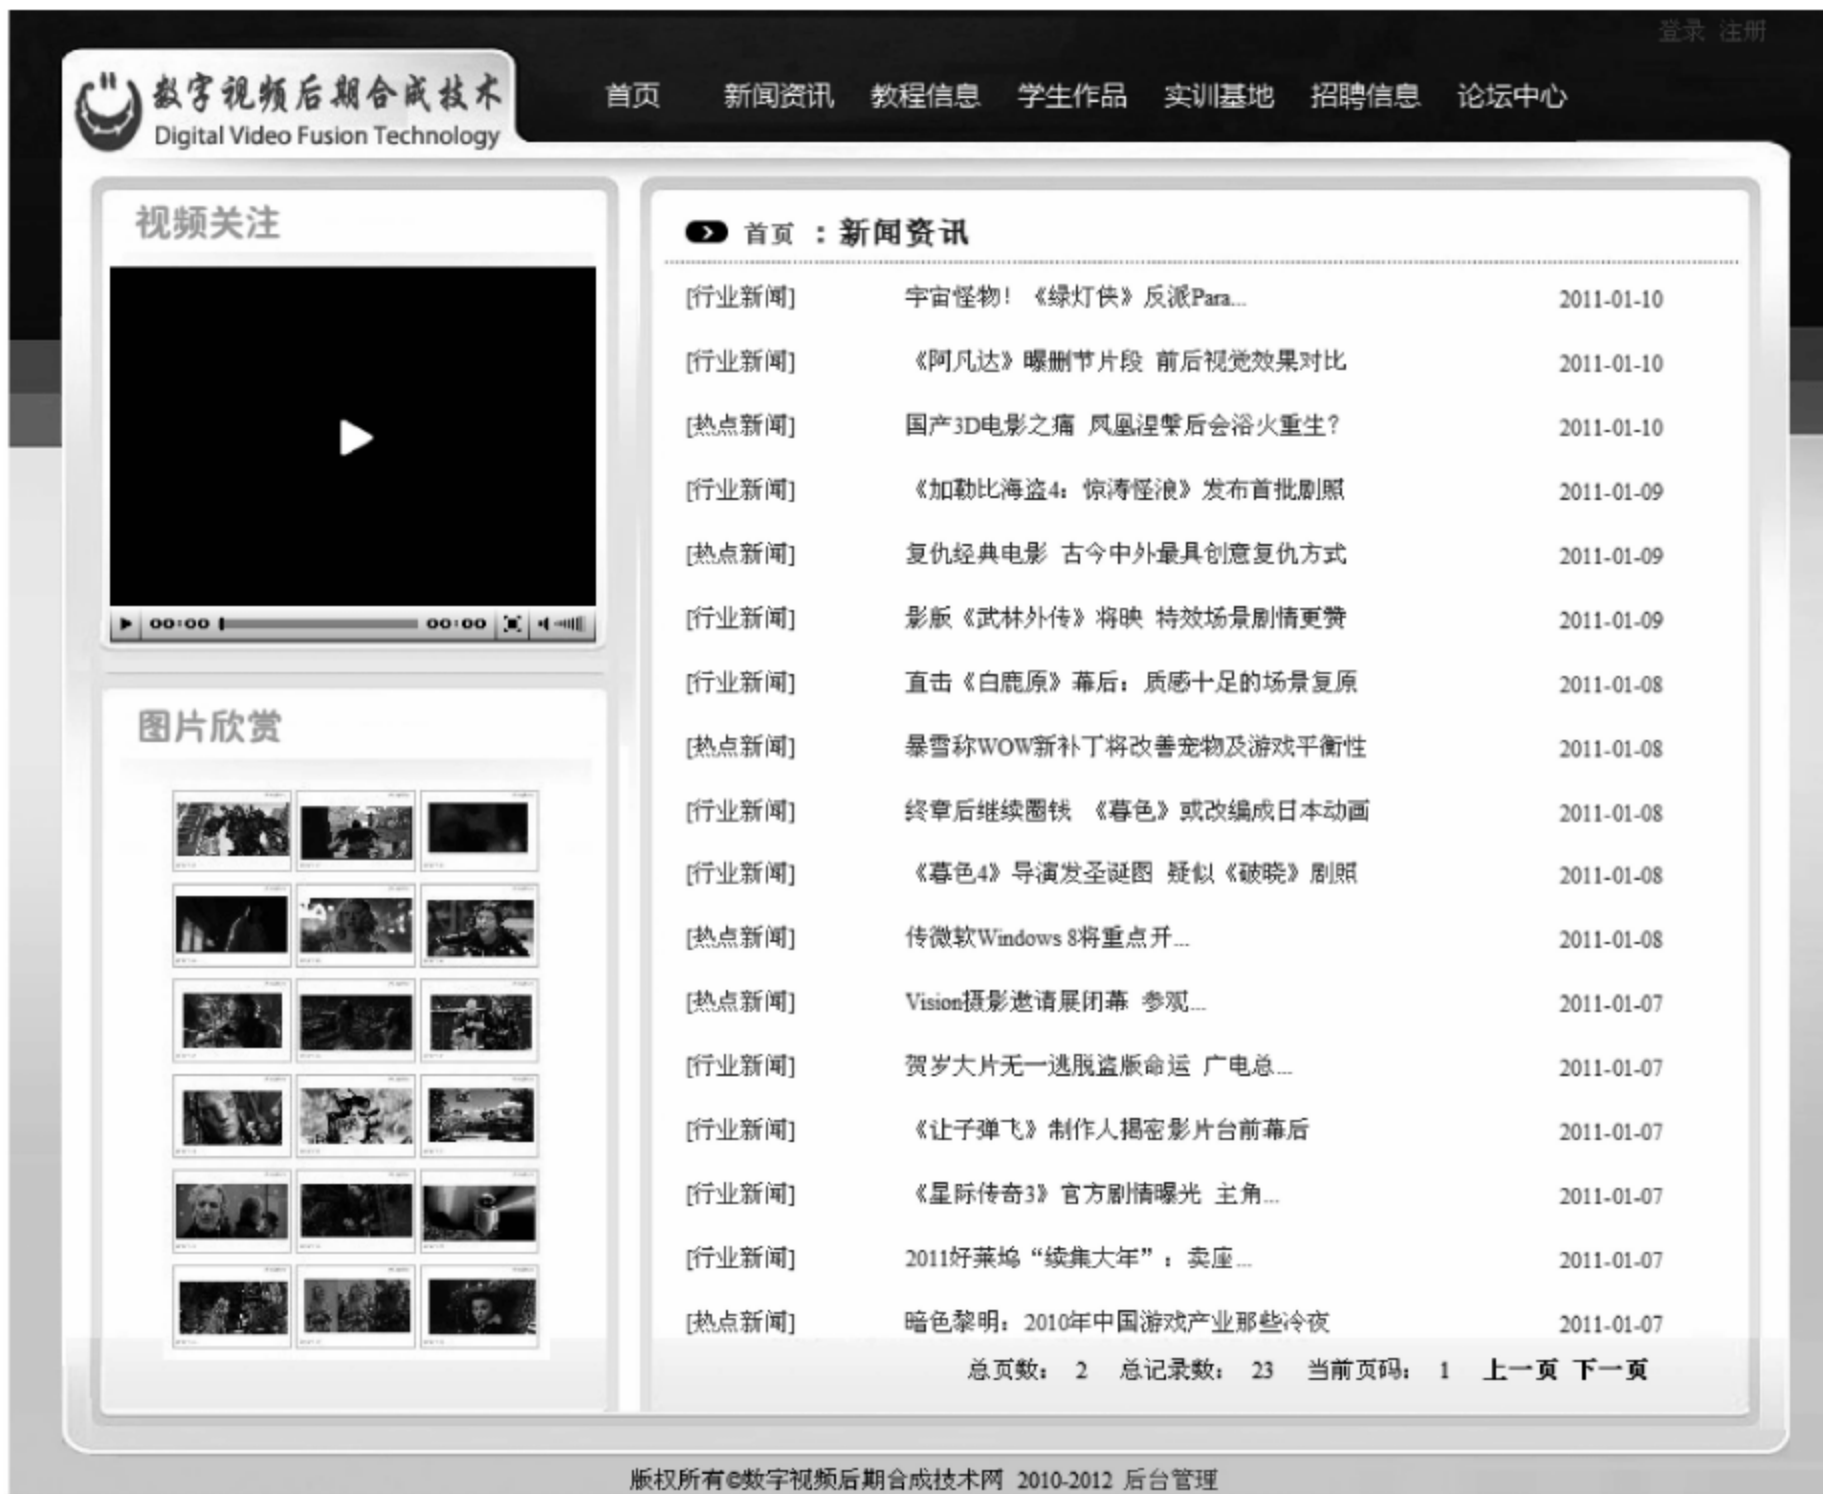 登录 注册
数字视频后期合成技术
Digital Video Fusion Technology
首页 新闻资讯 教程信息 学生作品 实训基地 招聘信息 论坛中心
视频关注
00:00 00:00
图片欣赏
首页 ：新闻资讯
[行业新闻] 宇宙怪物！《绿灯侠》反派Para... 2011-01-10
[行业新闻] 《阿凡达》曝删节片段 前后视觉效果对比 2011-01-10
[热点新闻] 国产3D电影之痛 凤凰涅槃后会浴火重生? 2011-01-10
[行业新闻] 《加勒比海盗4：惊涛怪浪》发布首批剧照 2011-01-09
[热点新闻] 复仇经典电影 古今中外最具创意复仇方式 2011-01-09
[行业新闻] 影版《武林外传》将映 特效场景剧情更赞 2011-01-09
[行业新闻] 直击《白鹿原》幕后：质感十足的场景复原 2011-01-08
[热点新闻] 暴雪称WOW新补丁将改善宠物及游戏平衡性 2011-01-08
[行业新闻] 终章后继续圈钱 《暮色》或改编成日本动画 2011-01-08
[行业新闻] 《暮色4》导演发圣诞图 疑似《破晓》剧照 2011-01-08
[热点新闻] 传微软Windows 8将重点开... 2011-01-08
[热点新闻] Vision摄影邀请展闭幕 参观... 2011-01-07
[行业新闻] 贺岁大片无一逃脱盗版命运 广电总... 2011-01-07
[行业新闻] 《让子弹飞》制作人揭密影片台前幕后 2011-01-07
[行业新闻] 《星际传奇3》官方剧情曝光 主角... 2011-01-07
[行业新闻] 2011好莱坞“续集大年”：卖座... 2011-01-07
[热点新闻] 暗色黎明：2010年中国游戏产业那些冷夜 2011-01-07
总页数： 2 总记录数： 23 当前页码： 1 上一页 下一页
版权所有©数字视频后期合成技术网 2010-2012 后台管理